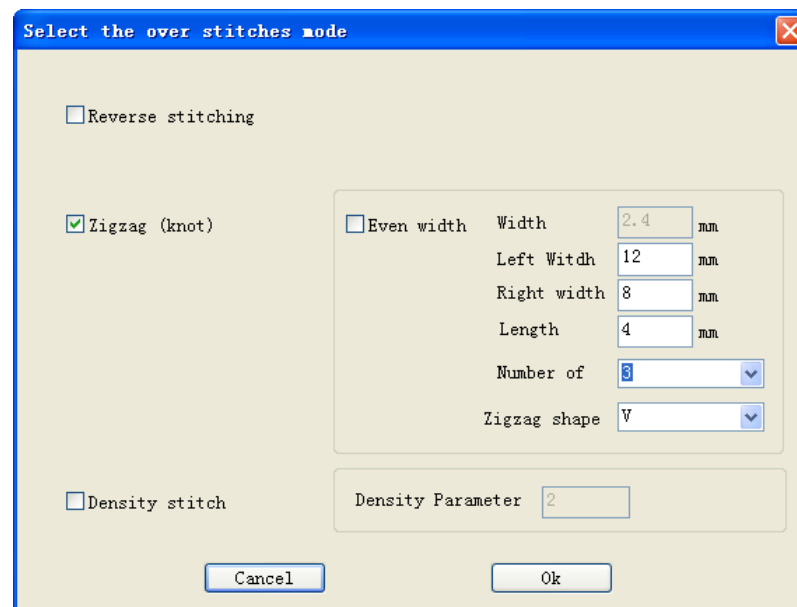 Select the over stitches mode
Reverse stitching
Zigzag (knot)
Even width
Width 2.4 mm
Left Witdh 12 mm
Right width 8 mm
Length 4 mm
Number of 3
Zigzag shape V
Density stitch
Density Parameter 2
Cancel Ok